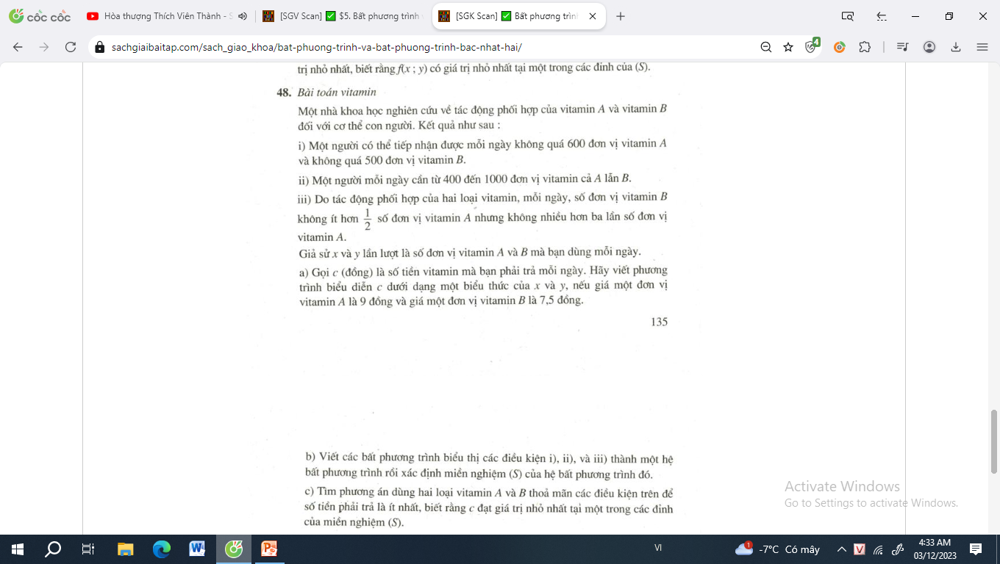 cốc cốc
Hòa thượng Thích Viên Thành - S
[SGV Scan] ✅ $5. Bất phương trình v
[SGK Scan] ✅ Bất phương trình
sachgiaibaitap.com/sach_giao_khoa/bat-phuong-trinh-va-bat-phuong-trinh-bac-nhat-hai/
4
trị nhỏ nhất, biết rằng f(x ; y) có giá trị nhỏ nhất tại một trong các đỉnh của (S).
48. Bài toán vitamin
Một nhà khoa học nghiên cứu về tác động phối hợp của vitamin A và vitamin B
đối với cơ thể con người. Kết quả như sau :
i) Một người có thể tiếp nhận được mỗi ngày không quá 600 đơn vị vitamin A
và không quá 500 đơn vị vitamin B.
ii) Một người mỗi ngày cần từ 400 đến 1000 đơn vị vitamin cả A lẫn B.
iii) Do tác động phối hợp của hai loại vitamin, mỗi ngày, số đơn vị vitamin B
không ít hơn 1/2 số đơn vị vitamin A nhưng không nhiều hơn ba lần số đơn vị
vitamin A.
Giả sử x và y lần lượt là số đơn vị vitamin A và B mà bạn dùng mỗi ngày.
a) Gọi c (đồng) là số tiền vitamin mà bạn phải trả mỗi ngày. Hãy viết phương
trình biểu diễn c dưới dạng một biểu thức của x và y, nếu giá một đơn vị
vitamin A là 9 đồng và giá một đơn vị vitamin B là 7,5 đồng.
135
b) Viết các bất phương trình biểu thị các điều kiện i), ii), và iii) thành một hệ
bất phương trình rồi xác định miền nghiệm (S) của hệ bất phương trình đó.
c) Tìm phương án dùng hai loại vitamin A và B thoả mãn các điều kiện trên để
số tiền phải trả là ít nhất, biết rằng c đạt giá trị nhỏ nhất tại một trong các đỉnh
của miền nghiệm (S).
Activate Windows
Go to Settings to activate Windows.
VI
1
-7°C Có mây
V
4:33 AM
03/12/2023